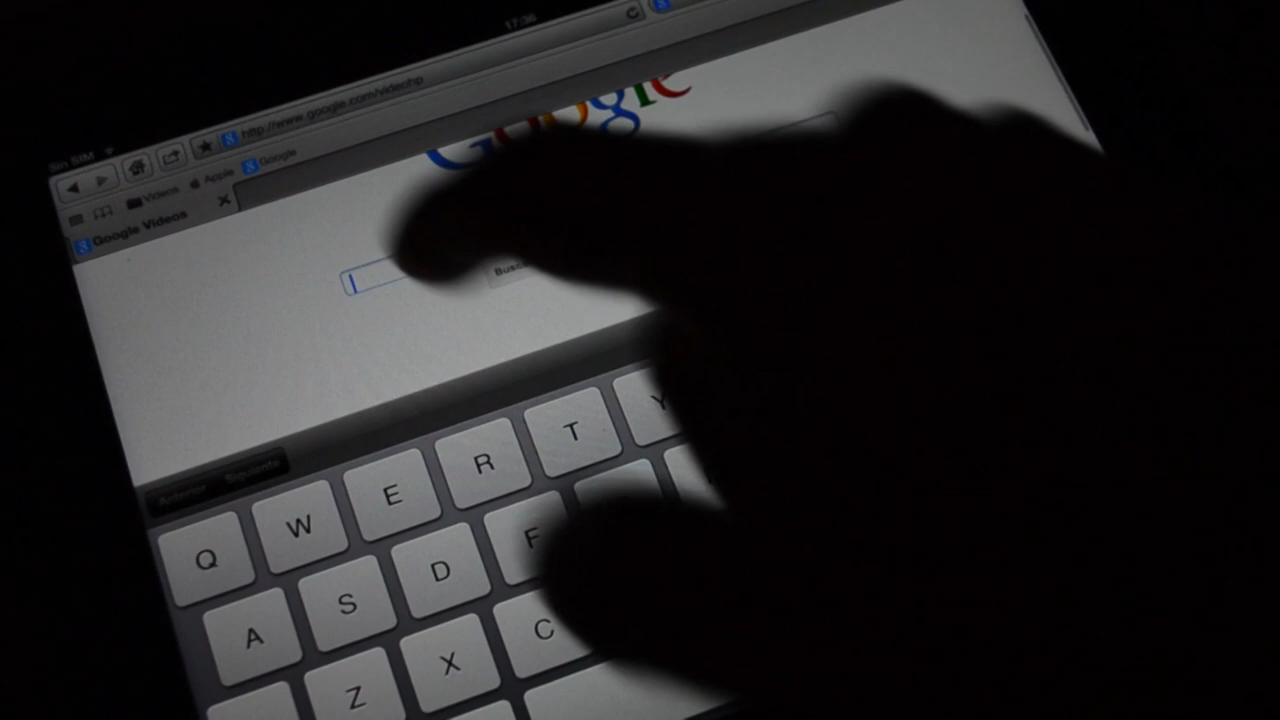 17:36
Sin SIM
http://www.google.com/videohp
Videos Apple Google
Google Videos
Google
Busc
Anterior Siguiente
Q W E R T Y
A S D F
Z X C